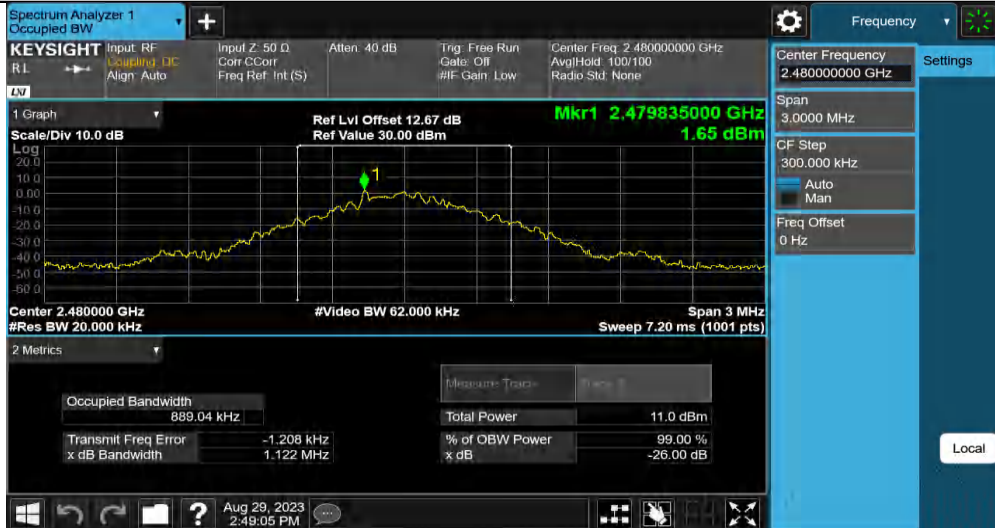 Spectrum Analyzer 1
Occupied BW
+
Frequency
KEYSIGHT
RL
LXI
Input: RF
Coupling: DC
Align: Auto
Input Z: 50 Ω
Corr CCorr
Freq Ref: Int (S)
Atten: 40 dB
Trig: Free Run
Gate: Off
#IF Gain: Low
Center Freq: 2.480000000 GHz
Avg|Hold: 100/100
Radio Std: None
Center Frequency
2.480000000 GHz
Settings
Span
3.0000 MHz
CF Step
300.000 kHz
Auto
Man
Freq Offset
0 Hz
1 Graph
Scale/Div 10.0 dB
Ref Lvl Offset 12.67 dB
Ref Value 30.00 dBm
Mkr1 2.479835000 GHz
1.65 dBm
Log
20.0
10.0
0.00
-10.0
-20.0
-30.0
-40.0
-50.0
-60.0
1
Center 2.480000 GHz
#Res BW 20.000 kHz
#Video BW 62.000 kHz
Span 3 MHz
Sweep 7.20 ms (1001 pts)
2 Metrics
Measure Trace
Occupied Bandwidth
889.04 kHz
Total Power
11.0 dBm
Transmit Freq Error
-1.208 kHz
% of OBW Power
99.00 %
x dB Bandwidth
1.122 MHz
x dB
-26.00 dB
Local
?
Aug 29, 2023
2:49:05 PM